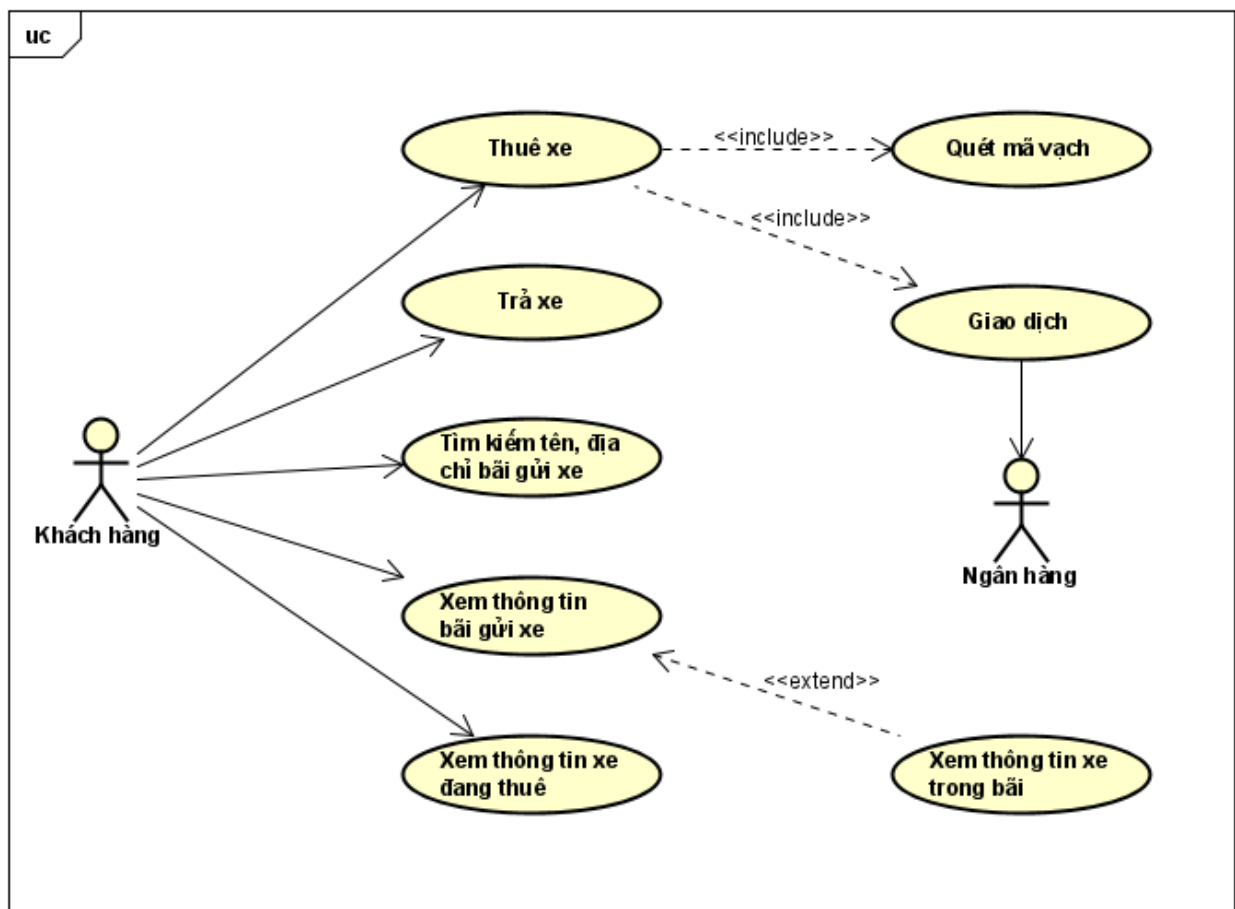 uc
Thuê xe
<<include>>
Quét mã vạch
<<include>>
Trả xe
Giao dịch
Tìm kiếm tên, địa
chỉ bãi gửi xe
Khách hàng
Ngân hàng
Xem thông tin
bãi gửi xe
<<extend>>
Xem thông tin xe
đang thuê
Xem thông tin xe
trong bãi